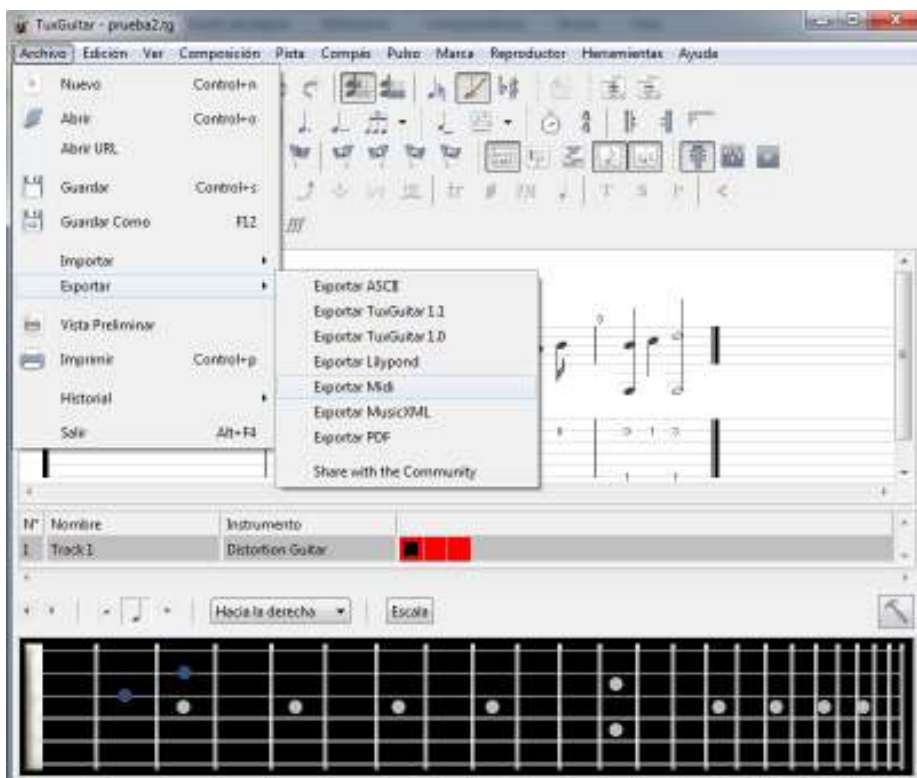 TuxGuitar - prueba2.tg
Archivo Edición Ver Composición Pista Compás Pulso Marca Reproductor Herramientas Ayuda
Nuevo Control+n
Abrir Control+o
Abrir URL
Guardar Control+s
Guardar Como F12
Importar
Exportar
Vista Preliminar
Imprimir Control+p
Historial
Salir Alt+F4
Exportar ASCII
Exportar TuxGuitar 1.1
Exportar TuxGuitar 1.0
Exportar Lilypond
Exportar Midi
Exportar MusicXML
Exportar PDF
Share with the Community
N° Nombre Instrumento
1 Track 1 Distortion Guitar
Hacia la derecha Escala